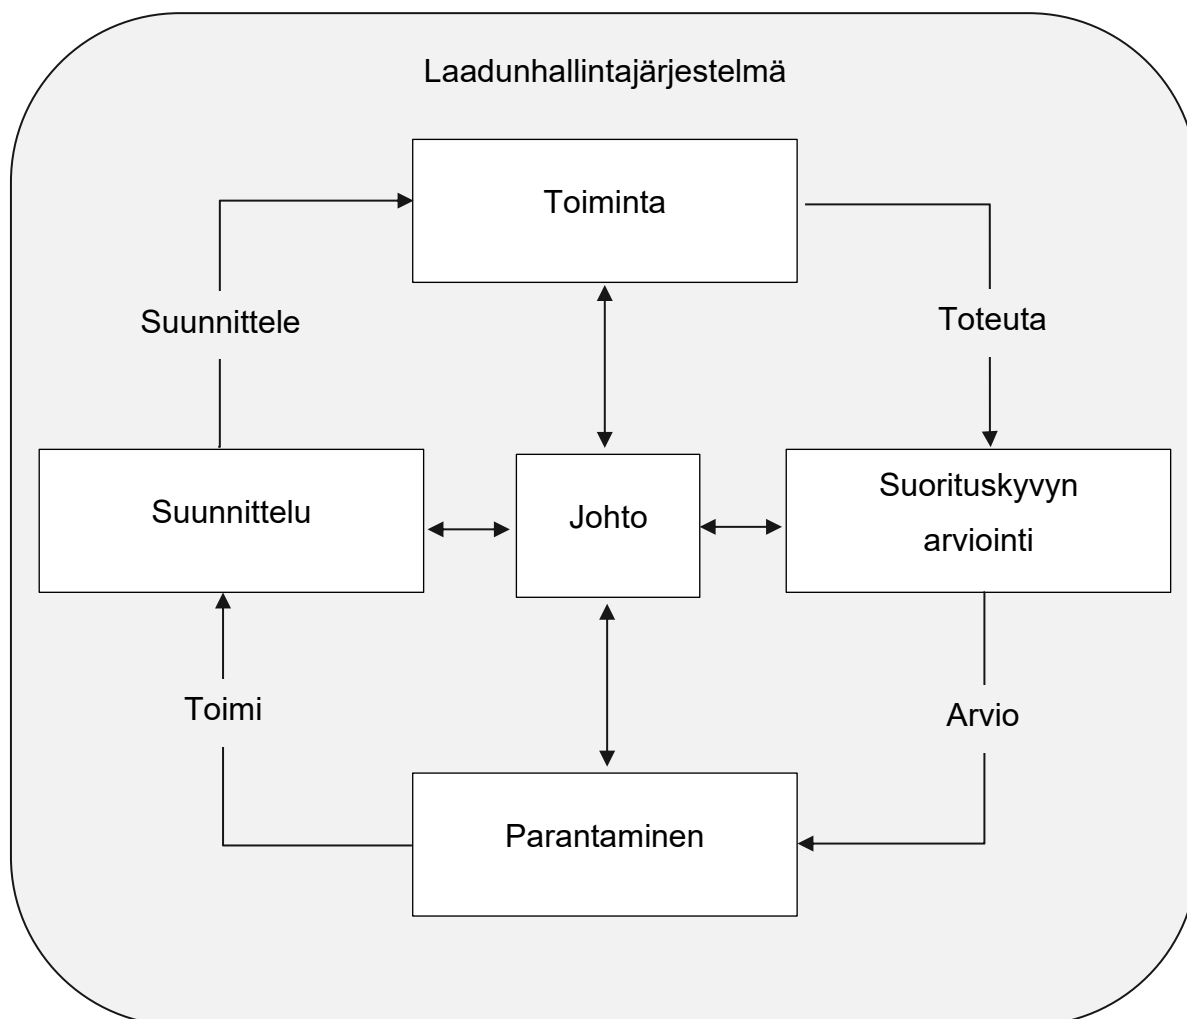 Laadunhallintajärjestelmä
Toiminta
Suunnittele
Toteuta
Suunnittelu
Johto
Suorituskyvyn
arviointi
Toimi
Arvio
Parantaminen